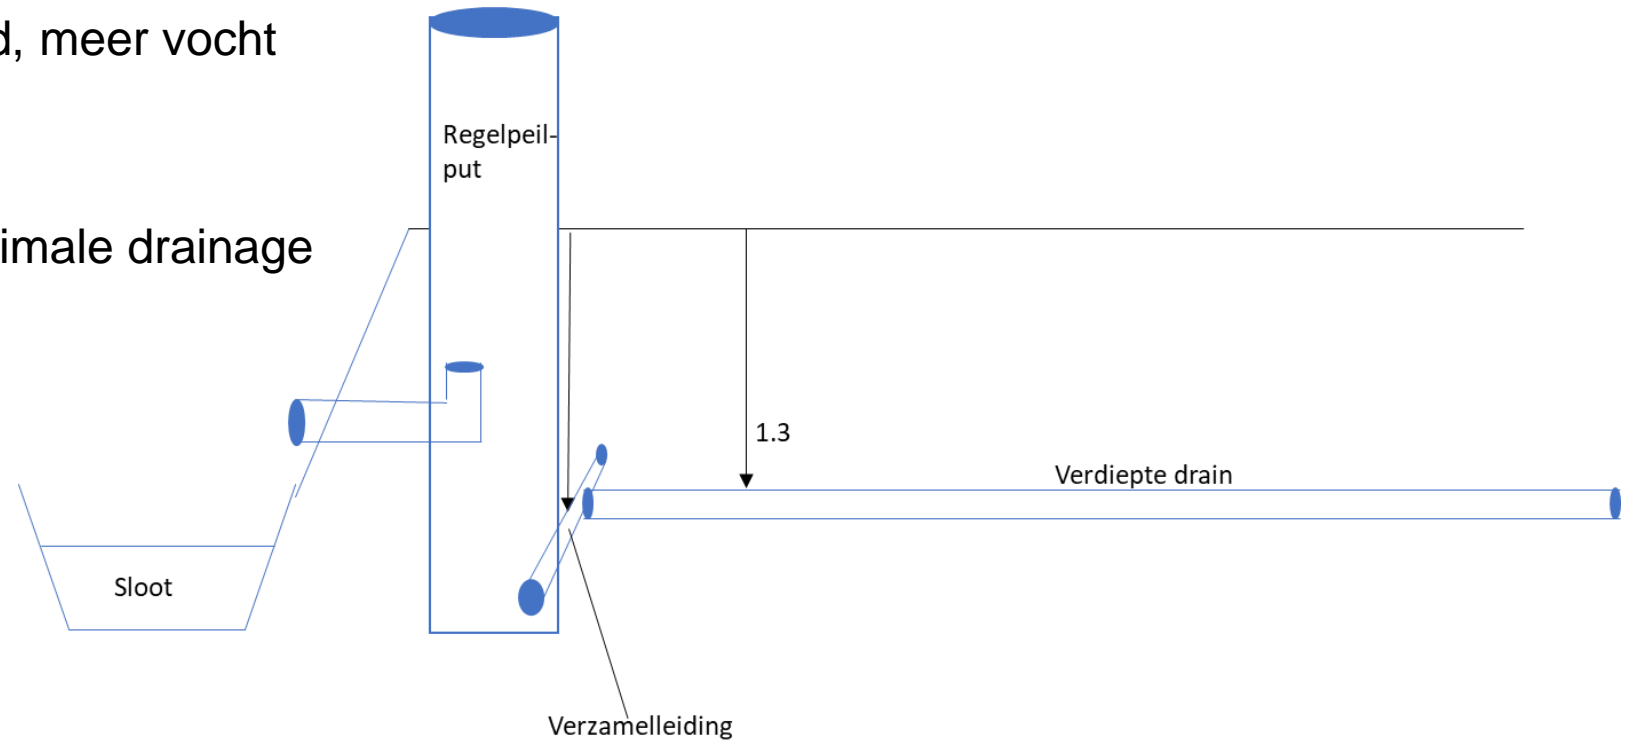 d, meer vocht
Regelpeil-
put
imale drainage
1.3
Verdiepte drain
Sloot
Verzamelleiding